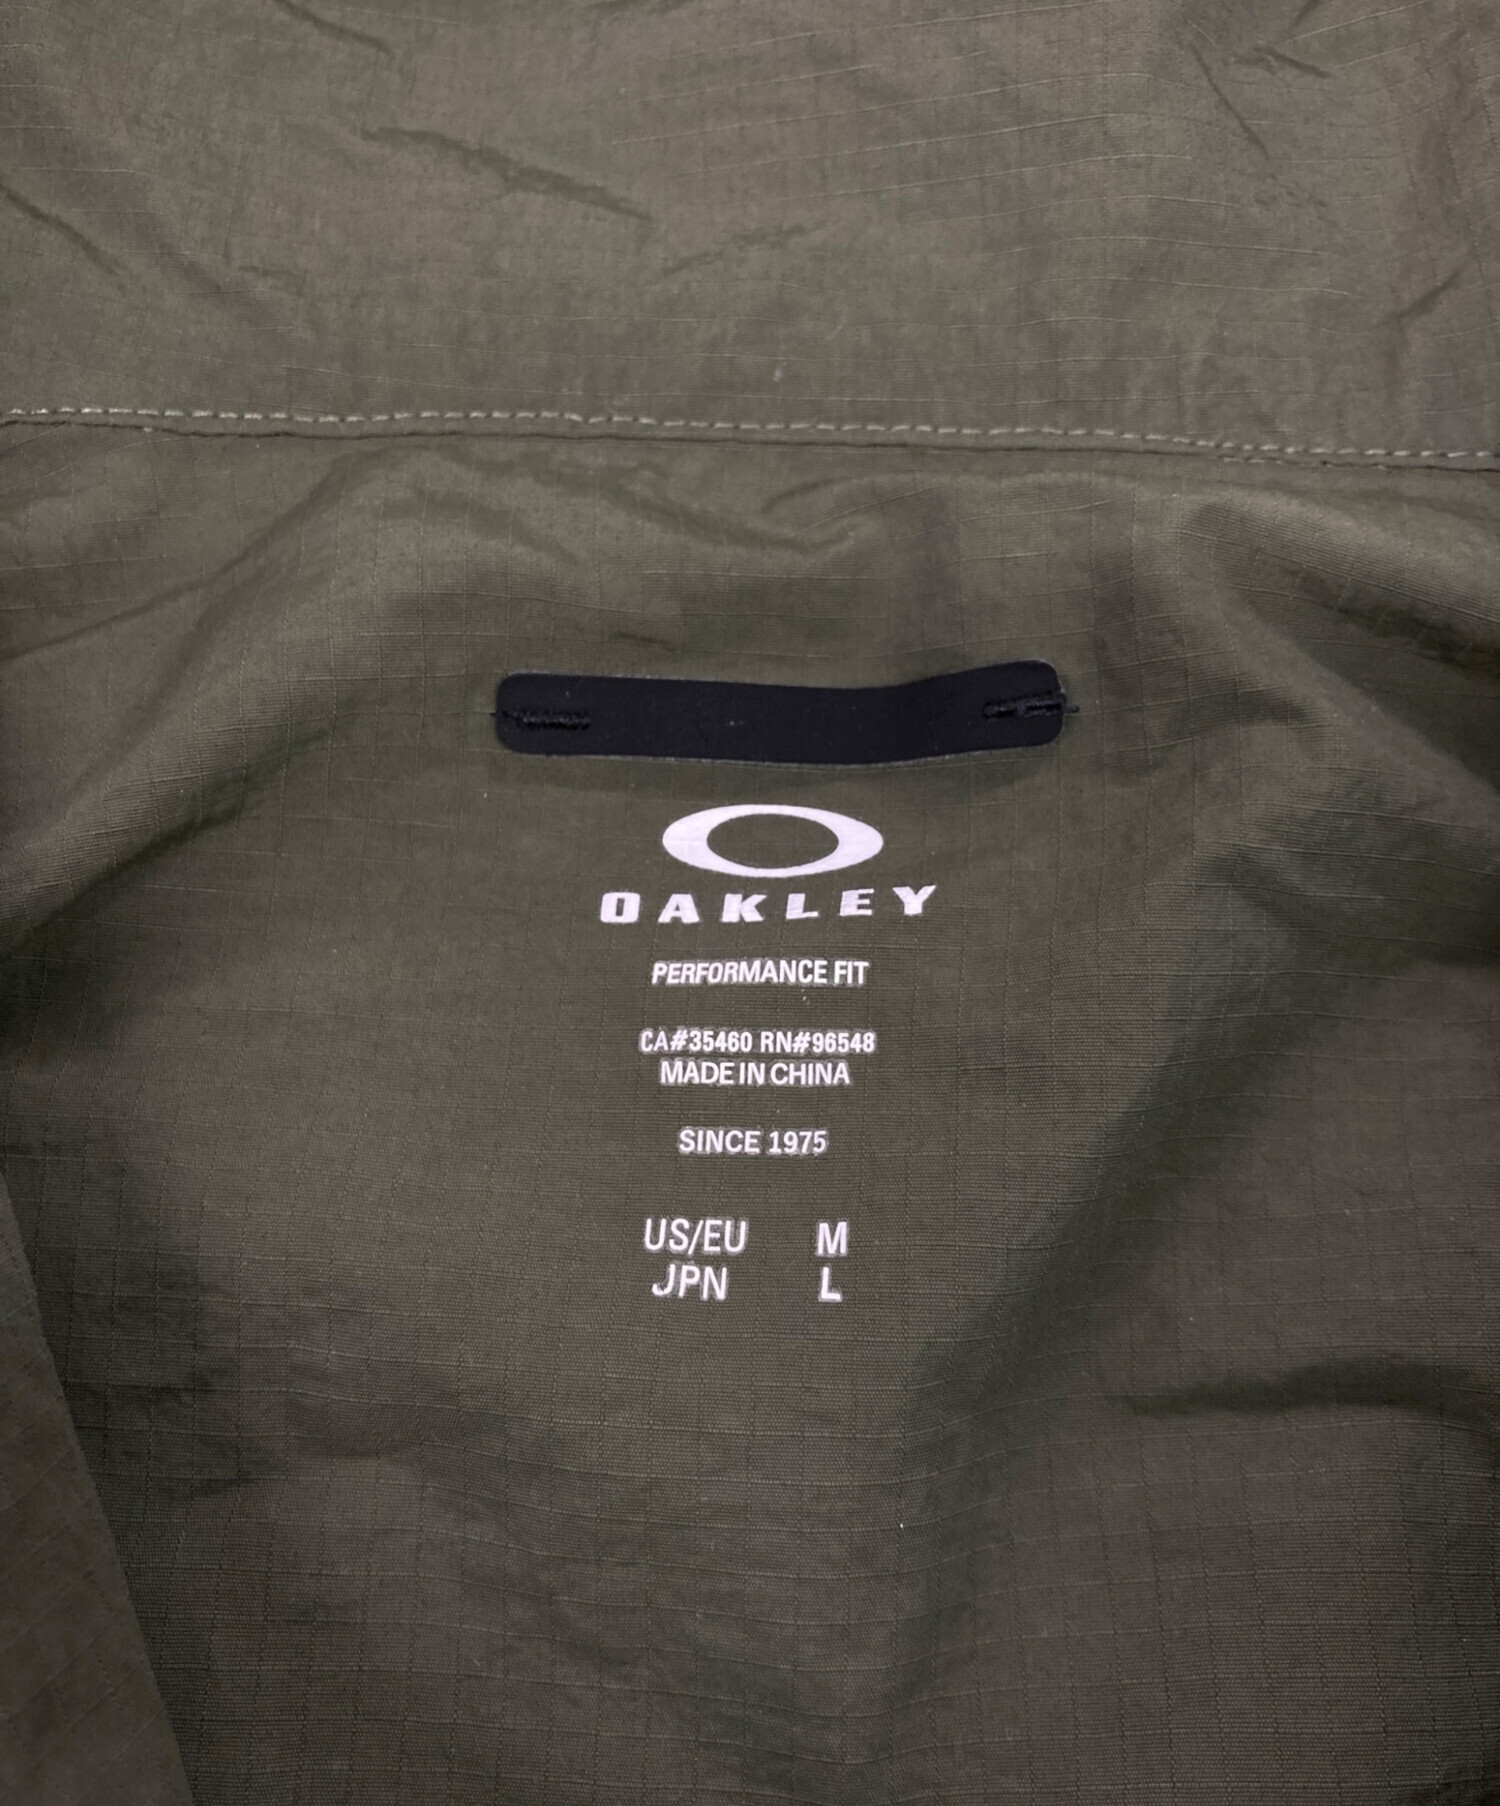 OAKLEY
PERFORMANCE FIT
CA#35460 RN#96548
MADE IN CHINA
SINCE 1975
US/EU M
JPN L